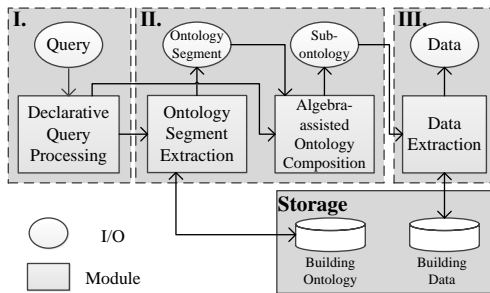 I.
Query
Declarative
Query
Processing
II.
Ontology
Segment
Sub-
ontology
Ontology
Segment
Extraction
Algebra-
assisted
Ontology
Composition
III.
Data
Data
Extraction
Storage
Building
Ontology
Building
Data
I/O
Module